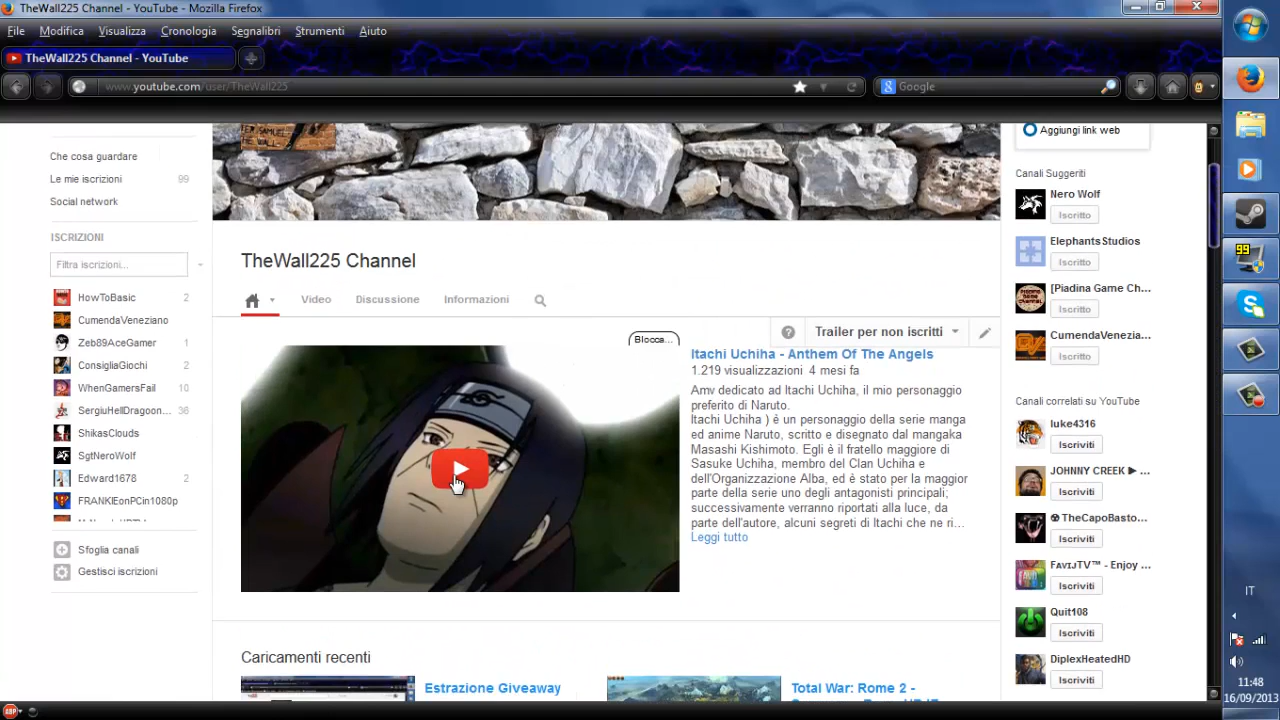 TheWall225 Channel - YouTube - Mozilla Firefox
File Modifica Visualizza Cronologia Segnalibri Strumenti Aiuto
TheWall225 Channel - YouTube
www.youtube.com/user/TheWall225
Google
Che cosa guardare
Le mie iscrizioni 99
Social network
ISCRIZIONI
Filtra iscrizioni...
HowToBasic 2
CumendaVeneziano
Zeb89AceGamer 1
ConsigliaGiochi 2
WhenGamersFail 10
SergiuHellDragoon... 36
ShikasClouds
SgtNeroWolf
Edward1678 2
FRANKIEonPCin1080p
Sfoglia canali
Gestisci iscrizioni
TheWall225 Channel
Video Discussione Informazioni
Trailer per non iscritti
Blocca...
Itachi Uchiha - Anthem Of The Angels
1.219 visualizzazioni 4 mesi fa
Amv dedicato ad Itachi Uchiha, il mio personaggio
preferito di Naruto.
Itachi Uchiha ) è un personaggio della serie manga
ed anime Naruto, scritto e disegnato dal mangaka
Masashi Kishimoto. Egli è il fratello maggiore di
Sasuke Uchiha, membro del Clan Uchiha e
dell'Organizzazione Alba, ed è stato per la maggior
parte della serie uno degli antagonisti principali;
successivamente verranno riportati alla luce, da
parte dell'autore, alcuni segreti di Itachi che ne ri...
Leggi tutto
Caricamenti recenti
Estrazione Giveaway
Total War: Rome 2 -
Aggiungi link web
Canali Suggeriti
Nero Wolf
Iscritto
ElephantsStudios
Iscritto
[Piadina Game Ch...
Iscritto
CumendaVenezia...
Iscritto
Canali correlati su YouTube
luke4316
Iscriviti
JOHNNY CREEK ▶ ...
Iscriviti
☢ TheCapoBasto...
Iscriviti
FᴀᴠɪᴊTV™ - Enjoy ...
Iscriviti
Quit108
Iscriviti
DiplexHeatedHD
Iscriviti
99
IT
11:48
16/09/2013
ABP